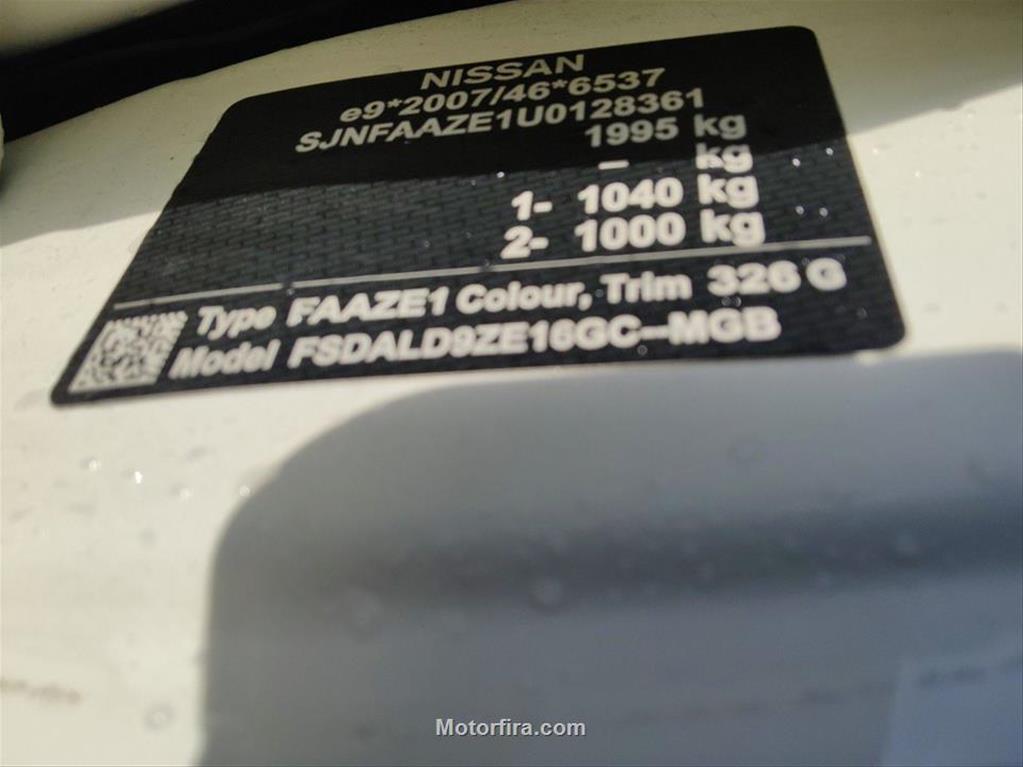 NISSAN
e9*2007/46*6537
SJNFAAZE1U0128361
1995 kg
– kg
1- 1040 kg
2- 1000 kg
Type FAAZE1 Colour, Trim 326 G
Model FSDALD9ZE16GC–MGB
Motorfira.com